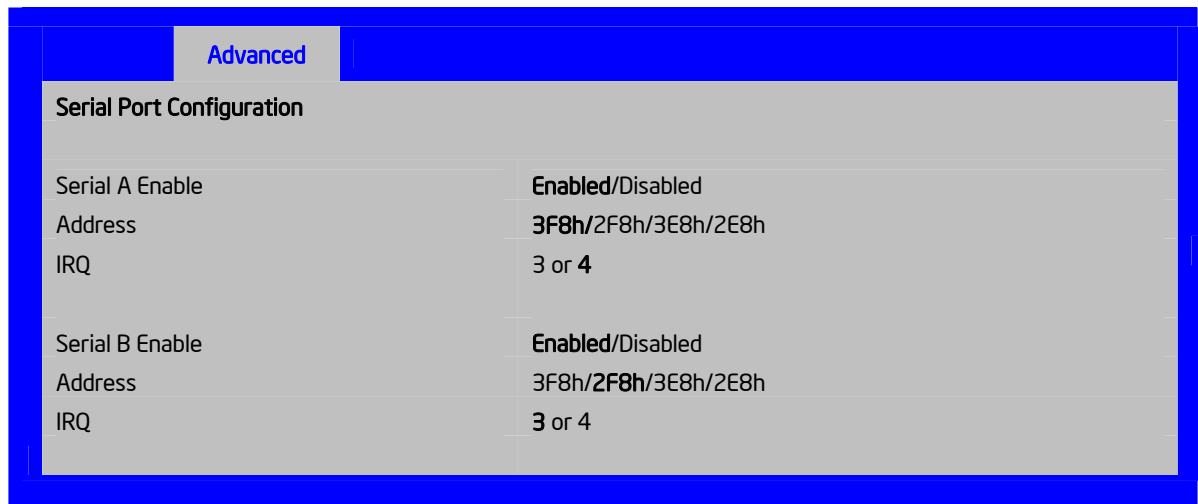 Advanced
Serial Port Configuration
Serial A Enable Enabled/Disabled
Address 3F8h/2F8h/3E8h/2E8h
IRQ 3 or 4
Serial B Enable Enabled/Disabled
Address 3F8h/2F8h/3E8h/2E8h
IRQ 3 or 4